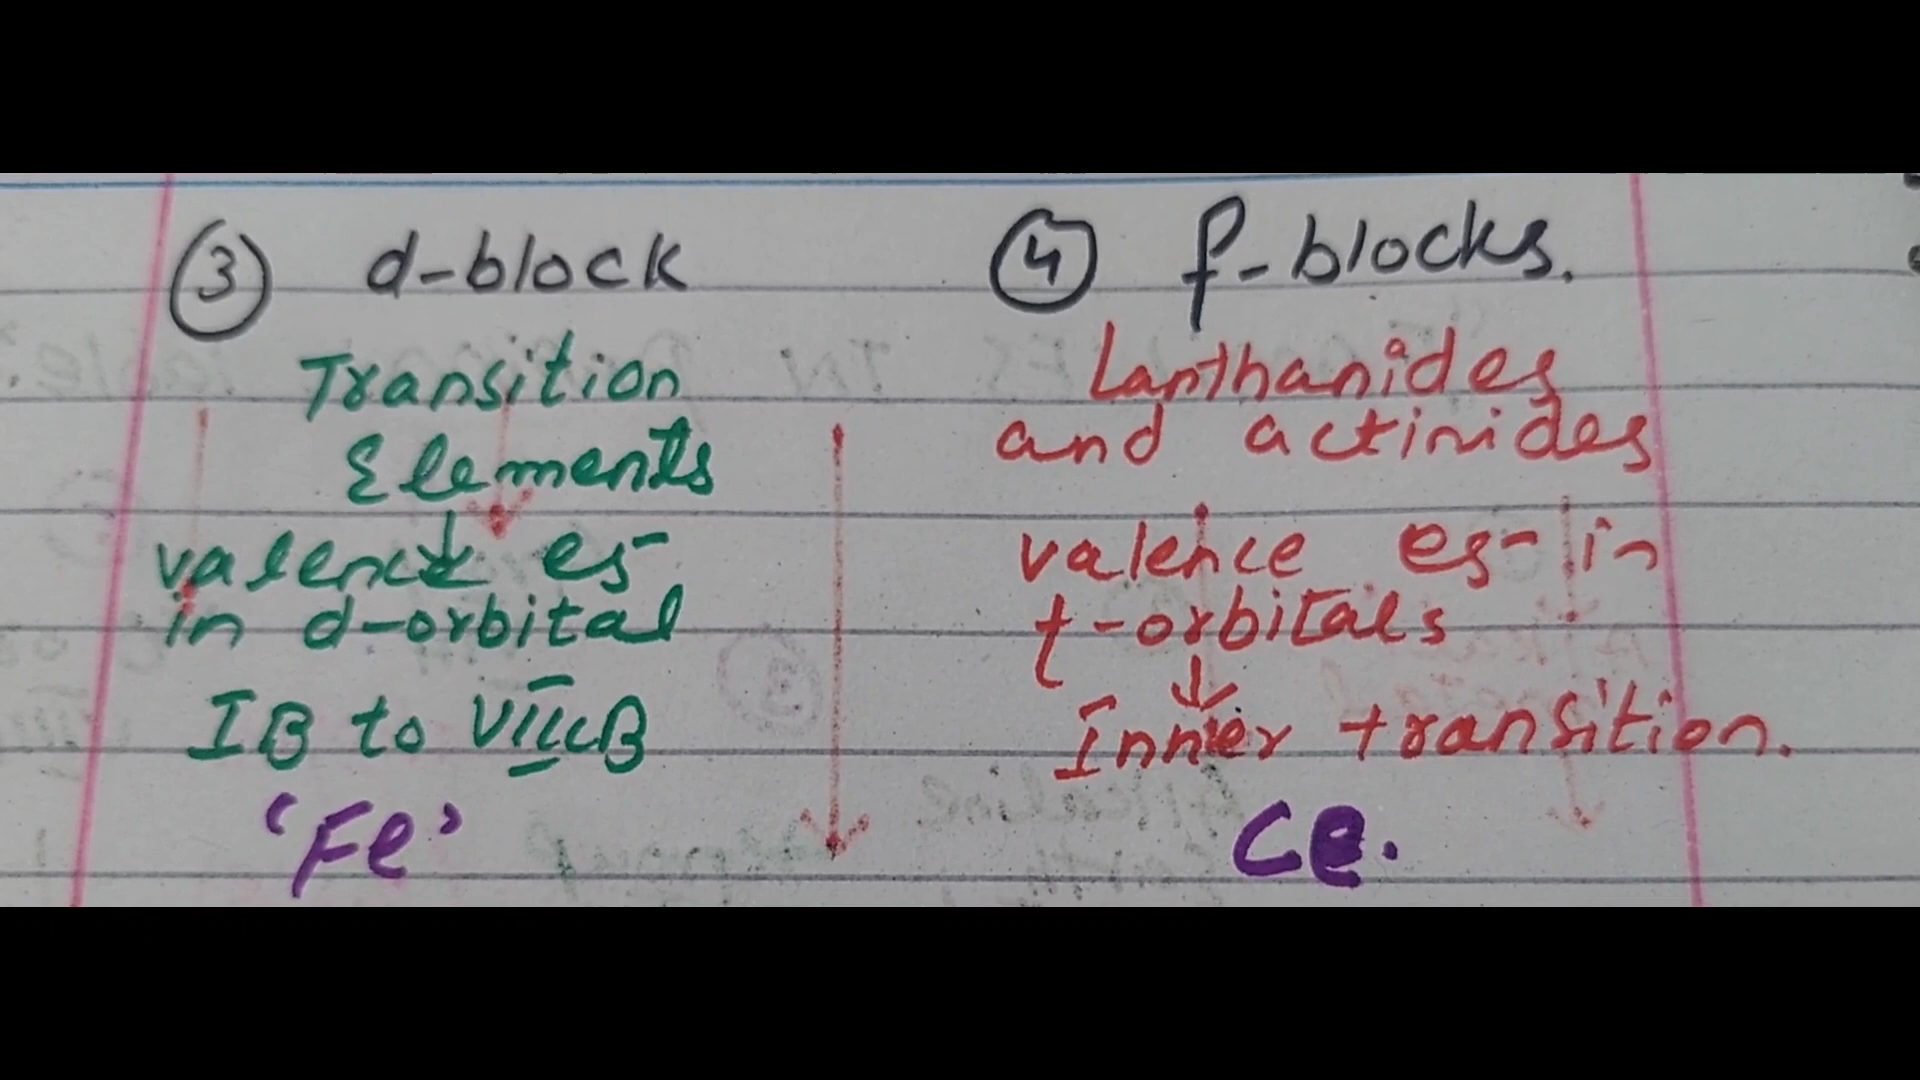 ③ d-block
Transition
Elements
valence es-
in d-orbital
IB to VIIIB
'Fe'
④ f-blocks.
Lanthanides
and actinides
valence es- in
f-orbitals
Inner transition.
Ce.